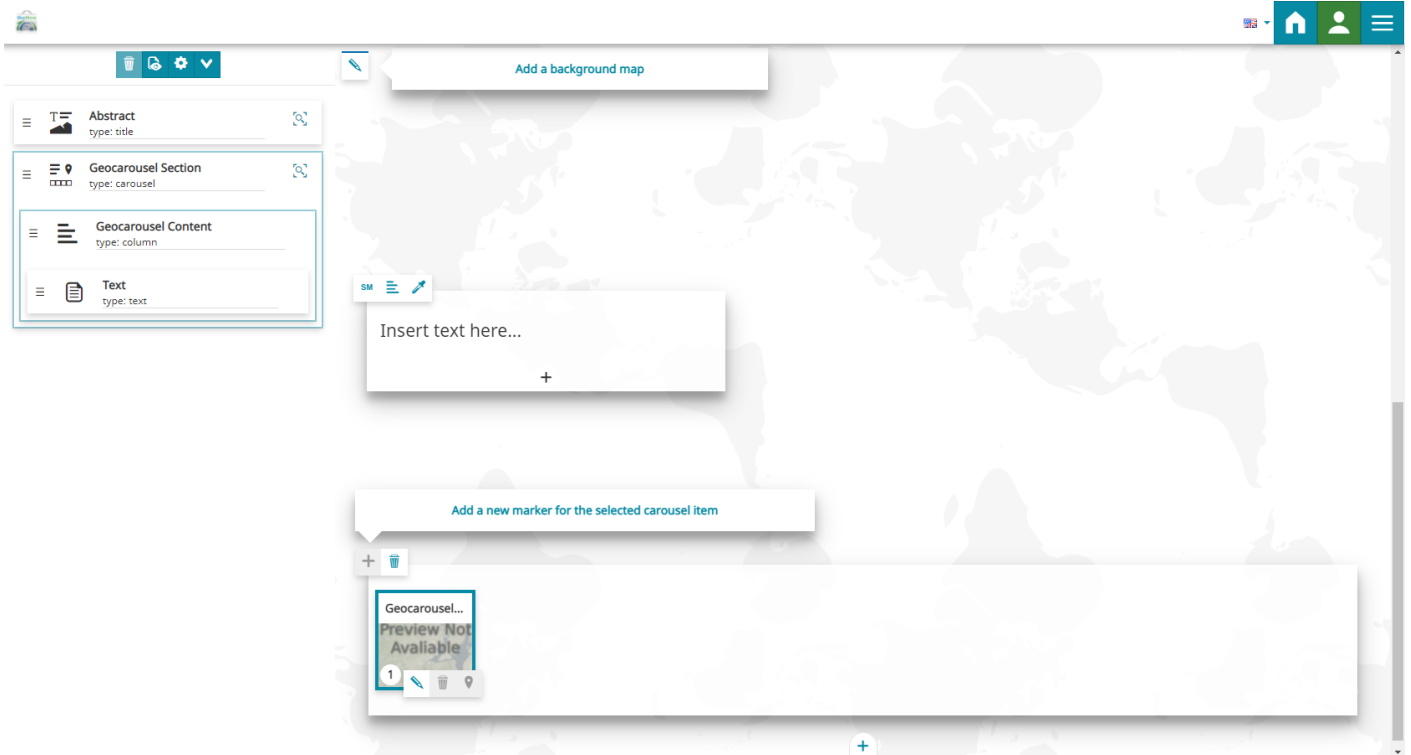 Add a background map
Abstract
type: title
Geocarousel Section
type: carousel
Geocarousel Content
type: column
Text
type: text
SM
Insert text here...
+
Add a new marker for the selected carousel item
+
Geocarousel...
Preview Not
Avaliable
1
+